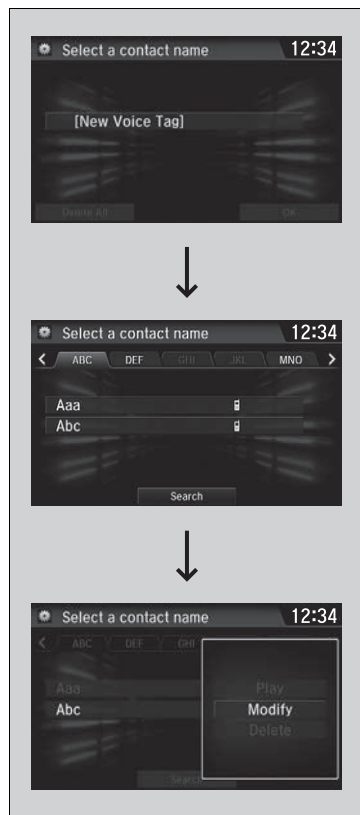 Select a contact name 12:34
[New Voice Tag]
Delete All OK
Select a contact name 12:34
< ABC DEF GHI JKL MNO >
Aaa
Abc
Search
Select a contact name 12:34
< ABC DEF GHI
Aaa Play
Abc Modify
Delete
Search